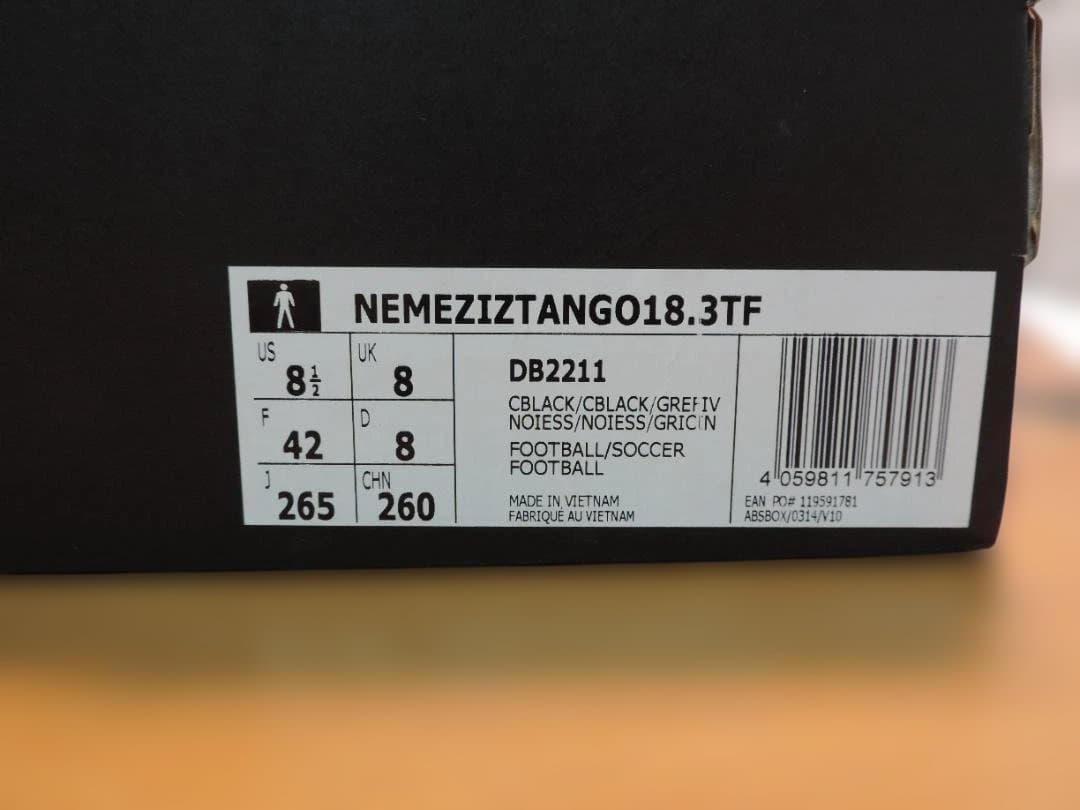 NEMEZIZTANGO18.3TF
US 8½ UK 8
F 42 D 8
J 265 CHN 260
DB2211
CBLACK/CBLACK/GREFIV
NOIESS/NOIESS/GRICIN
FOOTBALL/SOCCER
FOOTBALL
MADE IN VIETNAM
FABRIQUÉ AU VIETNAM
4 059811 757913
EAN PO# 119591781
ABSBOX/0314/V10